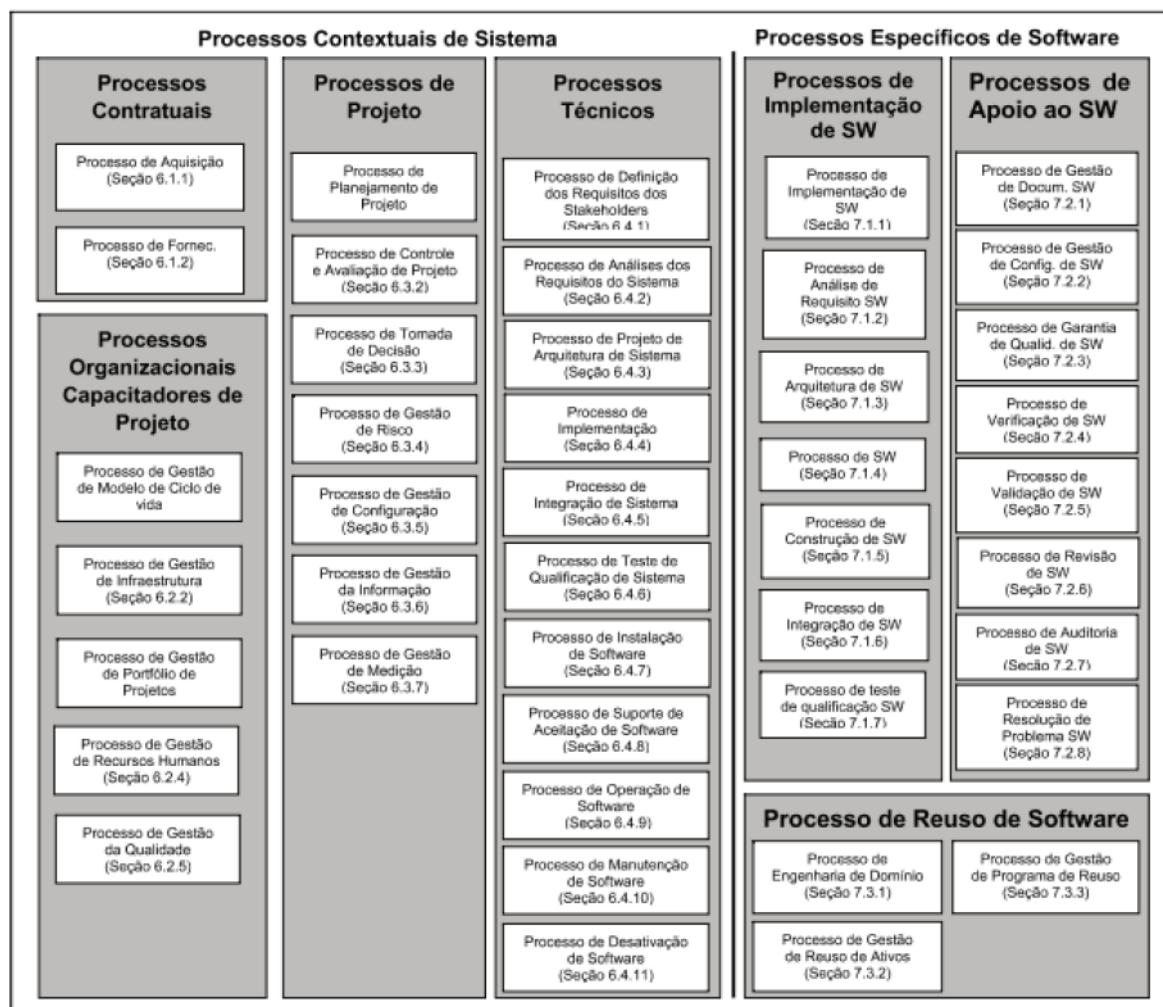 Processos Contextuais de Sistema
Processos
Contratuais
Processo de Aquisição
(Seção 6.1.1)
Processo de Fornec.
(Seção 6.1.2)
Processos
Organizacionais
Capacitadores de
Projeto
Processo de Gestão
de Modelo de Ciclo de
vida
Processo de Gestão
de Infraestrutura
(Seção 6.2.2)
Processo de Gestão
de Portfólio de
Projetos
Processo de Gestão
de Recursos Humanos
(Seção 6.2.4)
Processo de Gestão
da Qualidade
(Seção 6.2.5)
Processos de
Projeto
Processo de
Planejamento de
Projeto
Processo de Controle
e Avaliação de Projeto
(Seção 6.3.2)
Processo de Tomada
de Decisão
(Seção 6.3.3)
Processo de Gestão
de Risco
(Seção 6.3.4)
Processo de Gestão
de Configuração
(Seção 6.3.5)
Processo de Gestão
da Informação
(Seção 6.3.6)
Processo de Gestão
de Medição
(Seção 6.3.7)
Processos
Técnicos
Processo de Definição
dos Requisitos dos
Stakeholders
(Seção 6.4.1)
Processo de Análises dos
Requisitos do Sistema
(Seção 6.4.2)
Processo de Projeto de
Arquitetura de Sistema
(Seção 6.4.3)
Processo de
Implementação
(Seção 6.4.4)
Processo de
Integração de Sistema
(Seção 6.4.5)
Processo de Teste de
Qualificação de Sistema
(Seção 6.4.6)
Processo de Instalação
de Software
(Seção 6.4.7)
Processo de Suporte de
Aceitação de Software
(Seção 6.4.8)
Processo de Operação de
Software
(Seção 6.4.9)
Processo de Manutenção
de Software
(Seção 6.4.10)
Processo de Desativação
de Software
(Seção 6.4.11)
Processos Específicos de Software
Processos de
Implementação
de SW
Processo de
Implementação de
SW
(Seção 7.1.1)
Processo de
Análise de
Requisito SW
(Seção 7.1.2)
Processo de
Arquitetura de SW
(Seção 7.1.3)
Processo de SW
(Seção 7.1.4)
Processo de
Construção de SW
(Seção 7.1.5)
Processo de
Integração de SW
(Seção 7.1.6)
Processo de teste
de qualificação SW
(Seção 7.1.7)
Processos de
Apoio ao SW
Processo de Gestão
de Docum. SW
(Seção 7.2.1)
Processo de Gestão
de Config. de SW
(Seção 7.2.2)
Processo de Garantia
de Qualid. de SW
(Seção 7.2.3)
Processo de
Verificação de SW
(Seção 7.2.4)
Processo de
Validação de SW
(Seção 7.2.5)
Processo de Revisão
de SW
(Seção 7.2.6)
Processo de Auditoria
de SW
(Seção 7.2.7)
Processo de
Resolução de
Problema SW
(Seção 7.2.8)
Processo de Reuso de Software
Processo de
Engenharia de Domínio
(Seção 7.3.1)
Processo de Gestão
de Programa de Reuso
(Seção 7.3.3)
Processo de Gestão
de Reuso de Ativos
(Seção 7.3.2)